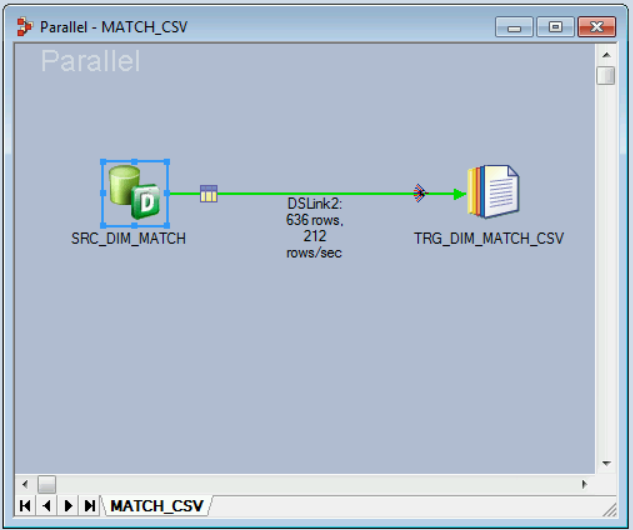 Parallel - MATCH_CSV
Parallel
D
SRC_DIM_MATCH
DSLink2:
636 rows,
212
rows/sec
TRG_DIM_MATCH_CSV
MATCH_CSV